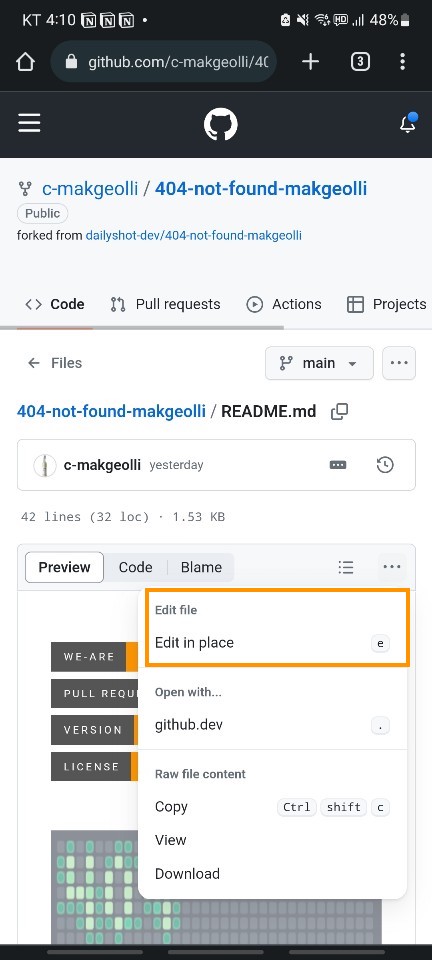 KT 4:10 •
HD 48%
github.com/c-makgeolli/40
3
c-makgeolli / 404-not-found-makgeolli
Public
forked from dailyshot-dev/404-not-found-makgeolli
Code Pull requests Actions Projects
Files main
404-not-found-makgeolli / README.md
c-makgeolli yesterday
42 lines (32 loc) · 1.53 KB
Preview Code Blame
Edit file
Edit in place e
Open with...
github.dev .
Raw file content
Copy Ctrl shift c
View
Download
WE-ARE
PULL REQU
VERSION
LICENSE